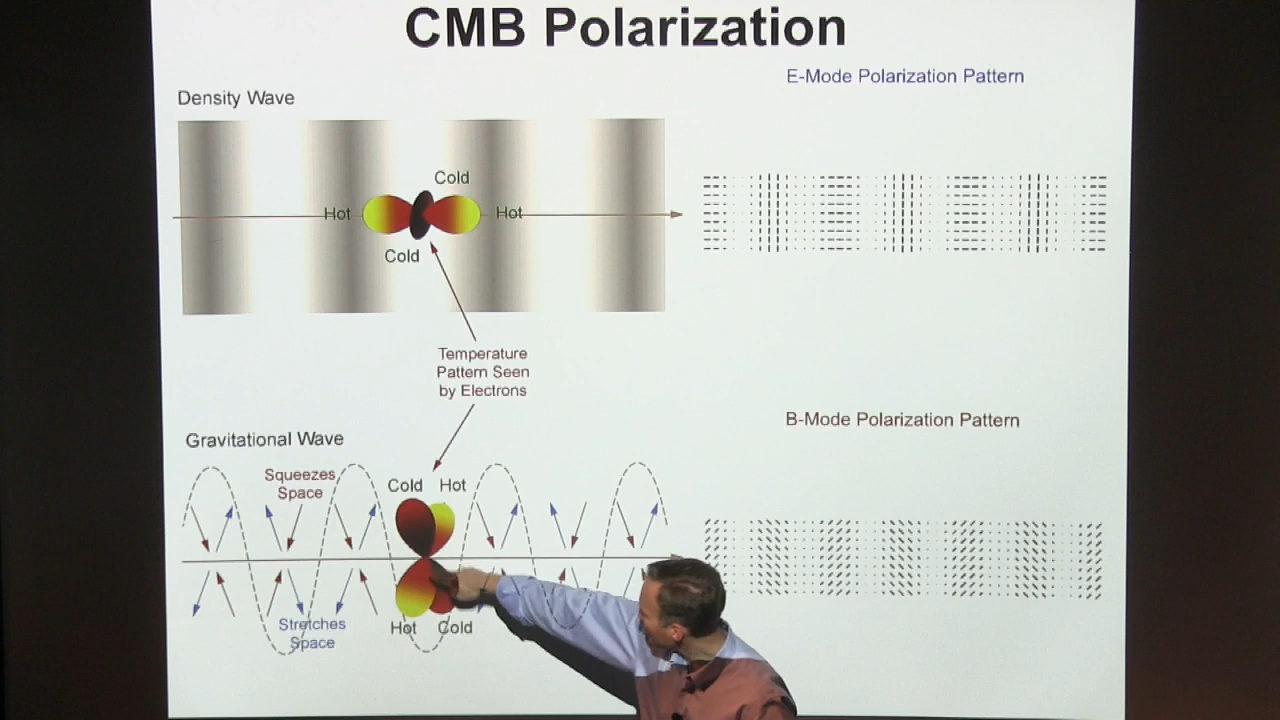 CMB Polarization
E-Mode Polarization Pattern
Density Wave
Cold
Hot
Hot
Cold
Temperature
Pattern Seen
by Electrons
B-Mode Polarization Pattern
Gravitational Wave
Squeezes
Space
Cold
Hot
Stretches
Space
Hot
Cold